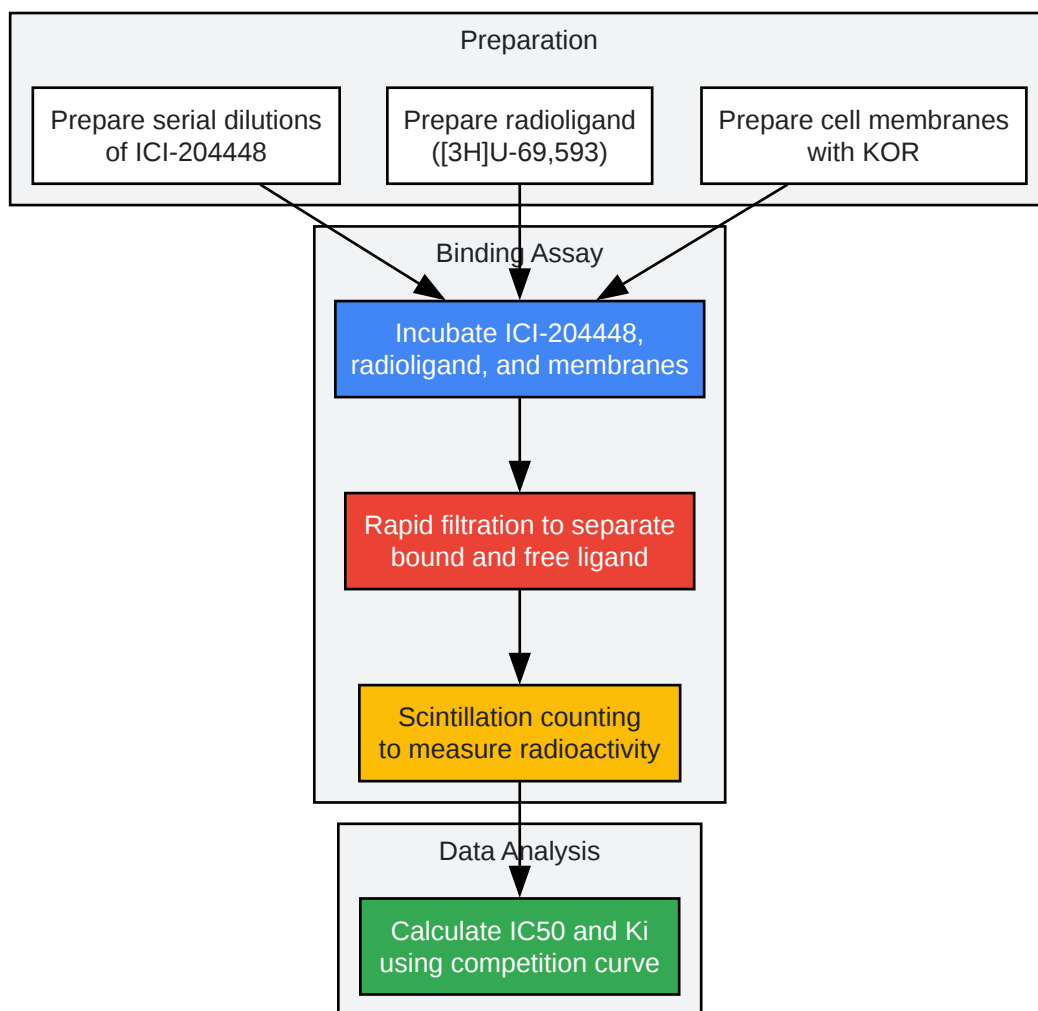 Preparation
Prepare serial dilutions
of ICI-204448
Prepare radioligand
([3H]U-69,593)
Prepare cell membranes
with KOR
Binding Assay
Incubate ICI-204448,
radioligand, and membranes
Rapid filtration to separate
bound and free ligand
Scintillation counting
to measure radioactivity
Data Analysis
Calculate IC50 and Ki
using competition curve